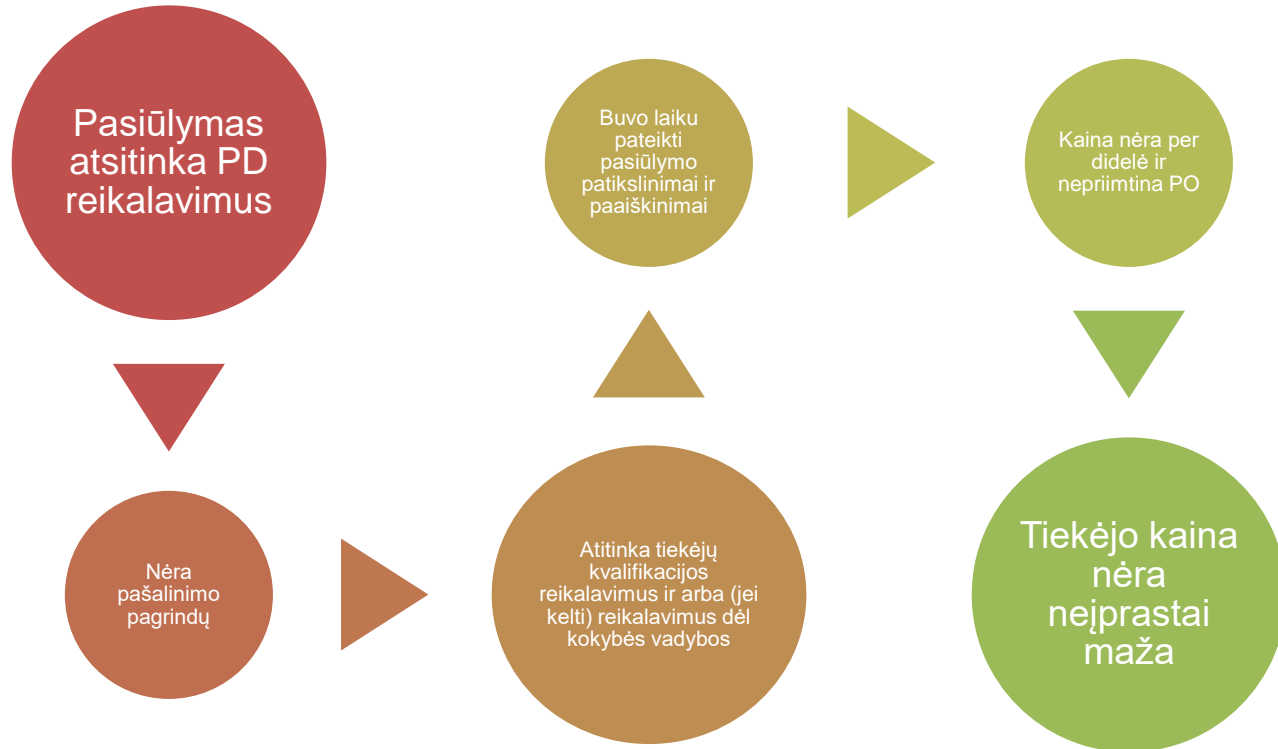 Pasiūlymas
atsitinka PD
reikalavimus
Nėra
pašalinimo
pagrindų
Atitinka tiekėjų
kvalifikacijos
reikalavimus ir arba (jei
kelti) reikalavimus dėl
kokybės vadybos
Buvo laiku
pateikti
pasiūlymo
patikslinimai ir
paaiškinimai
Kaina nėra per
didelė ir
nepriimtina PO
Tiekėjo kaina
nėra
neįprastai
maža